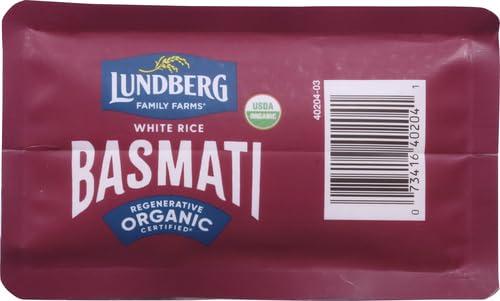 LUNDBERG
FAMILY FARMS®
WHITE RICE
BASMATI
REGENERATIVE
ORGANIC
CERTIFIED®
USDA
ORGANIC
40204-03
0 73416 40204 1